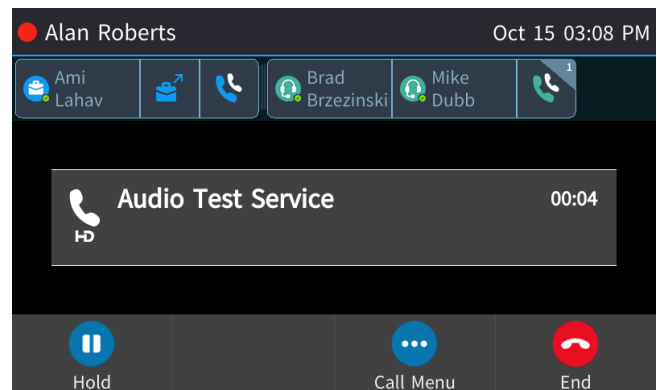 Alan Roberts
Oct 15 03:08 PM
Ami
Lahav
Brad
Brzezinski
Mike
Dubb
1
Audio Test Service
00:04
HD
Hold
Call Menu
End